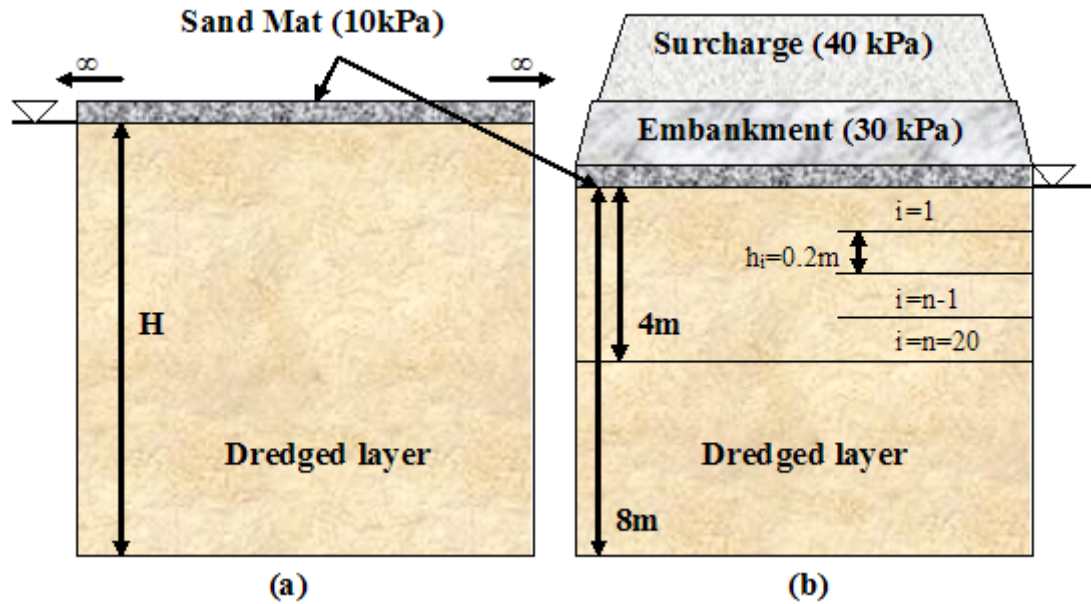 Sand Mat (10kPa)
∞
∞
H
Dredged layer
(a)
Surcharge (40 kPa)
Embankment (30 kPa)
i=1
hi=0.2m
i=n-1
i=n=20
4m
Dredged layer
8m
(b)